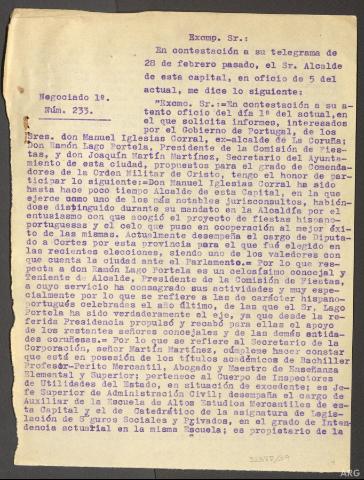 Excmp. Sr.:
En contestación a su telegrama de
28 de febrero pasado, el Sr. Alcalde
de esta capital, en oficio de 5 del
actual, me dice lo siguiente:
Negociado 1º.
Núm. 233.
"Excmo. Sr:=En contestación a su a-
tento oficio del día 1º del actual,en
el que solicita informes, interesados
por el Gobierno de Portugal, de los
Sres. don Manuel Iglesias Corral, ex-alcalde de La Coruña;
Don Ramón Lago Portela, Presidenta de la Comisión de Fies-
tas, y don Joaquín Martín Martínez, Secretario del Ayunta-
miento de esta ciudad, propuestos para el grado de Comenda-
dores de la Orden Militar de Cristo, tengo el honor de par-
ticipar lo siguiente:=Don Manuel Iglesias Corral ha sido
hasta hace poco tiempo Alcalde de esta Capital, en la que
ejerce como uno de los más notables jurisconsultos, habién-
dose distinguido durante su mandato en la Alcaldía por el
entusiasmo con que acogió el proyecto de fiestas hispano-
portuguesas y el celo que puso en cooperación al mejor éxi-
to de las mismas. Actualmente desempeña el cargo de Diputa-
do a Cortes por esta provincia para el que fué elegido en
las recientes elecciones, siendo uno de los valedores con
que cuenta la ciudad ante el Parlamento.= Por lo que res-
pecta a don Ramón Lago Portela es un celosísimo concejal y
Teniente de Alcalde, Presidente de la Comisión de Fiestas,
a cuyo servicio ha consagrado sus actividades y muy espe-
cialmente por lo que se refiere a las de carácter hispano-
portugués celebradas el año último, de las que el Sr. Lago
Portela ha sido verdaderamente el eje, ya que desde la re-
ferida Presidencia propulsó y recabó para ellas el apoyo
de los restantes señores concejales y de las demás entida-
des coruñesas.= Por lo que se refiere al Secretario de la
Corporación, señor Martín Martínez, cúmpleme hacer constar
que está en posesión de los títulos académicos de Bachiller
Profesor-Perito Mercantil, Abogado y Maestro de Enseñanza
Elemental y Superior; pertenece al Cuerpo de Inspectores
de Utilidades del Estado, en situación de excedente; es Je-
fe Superior de Administración Civil; desempeña el cargo de
Auxiliar de la Escuela de Altos Estudios Mercantiles de es-
ta Capital y el de Catedrático de la asignatura de Legis-
lación de Seguros Sociales y Privados, en el grado de Inten-
dencia actuarial en la misma Escuela; es propietario de la
ARG